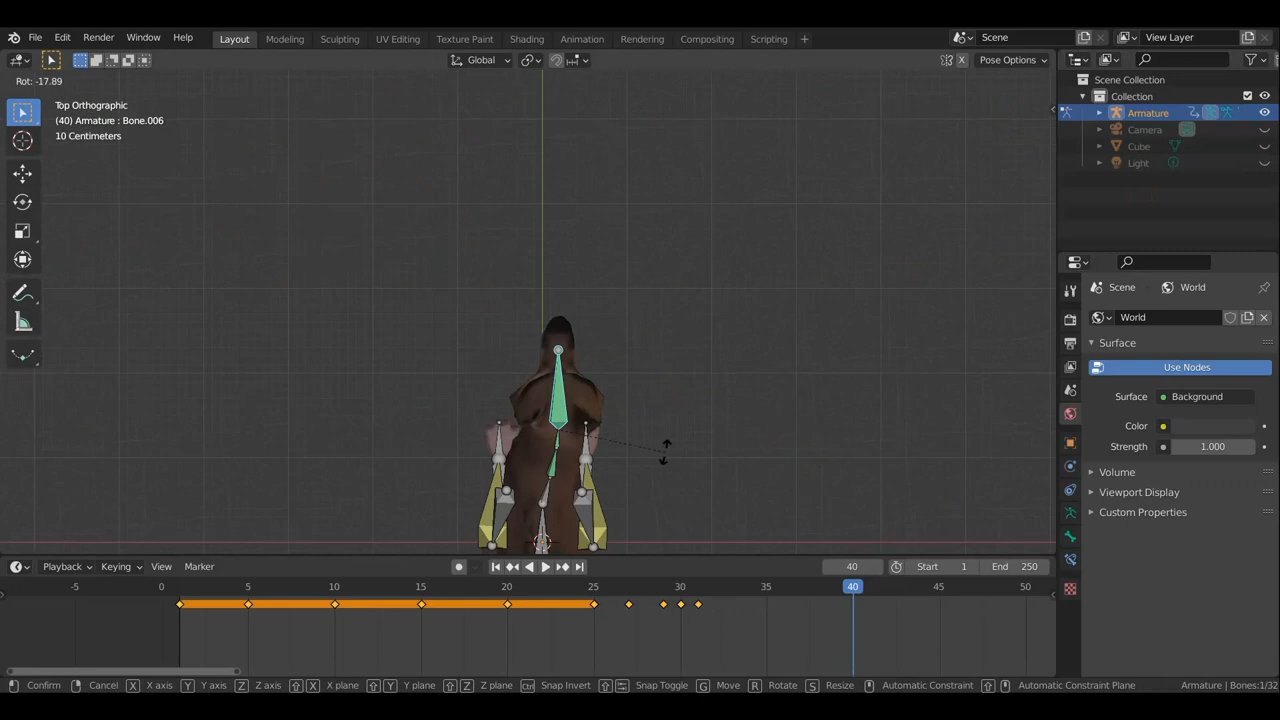 File Edit Render Window Help Layout Modeling Sculpting UV Editing Texture Paint Shading Animation Rendering Compositing Scripting + Scene View Layer
Global X Pose Options
Rot: -17.89
Top Orthographic
(40) Armature : Bone.006
10 Centimeters
Scene Collection
Collection
Armature
Camera
Cube
Light
Scene World
World
Surface
Use Nodes
Surface Background
Color
Strength 1.000
Volume
Viewport Display
Custom Properties
Playback Keying View Marker 40 Start 1 End 250
-5 0 5 10 15 20 25 30 35 40 45 50
Confirm Cancel X X axis Y Y axis Z Z axis X X plane Y Y plane Z Z plane Ctrl Snap Invert Snap Toggle G Move R Rotate S Resize Automatic Constraint Automatic Constraint Plane Armature | Bones:1/32